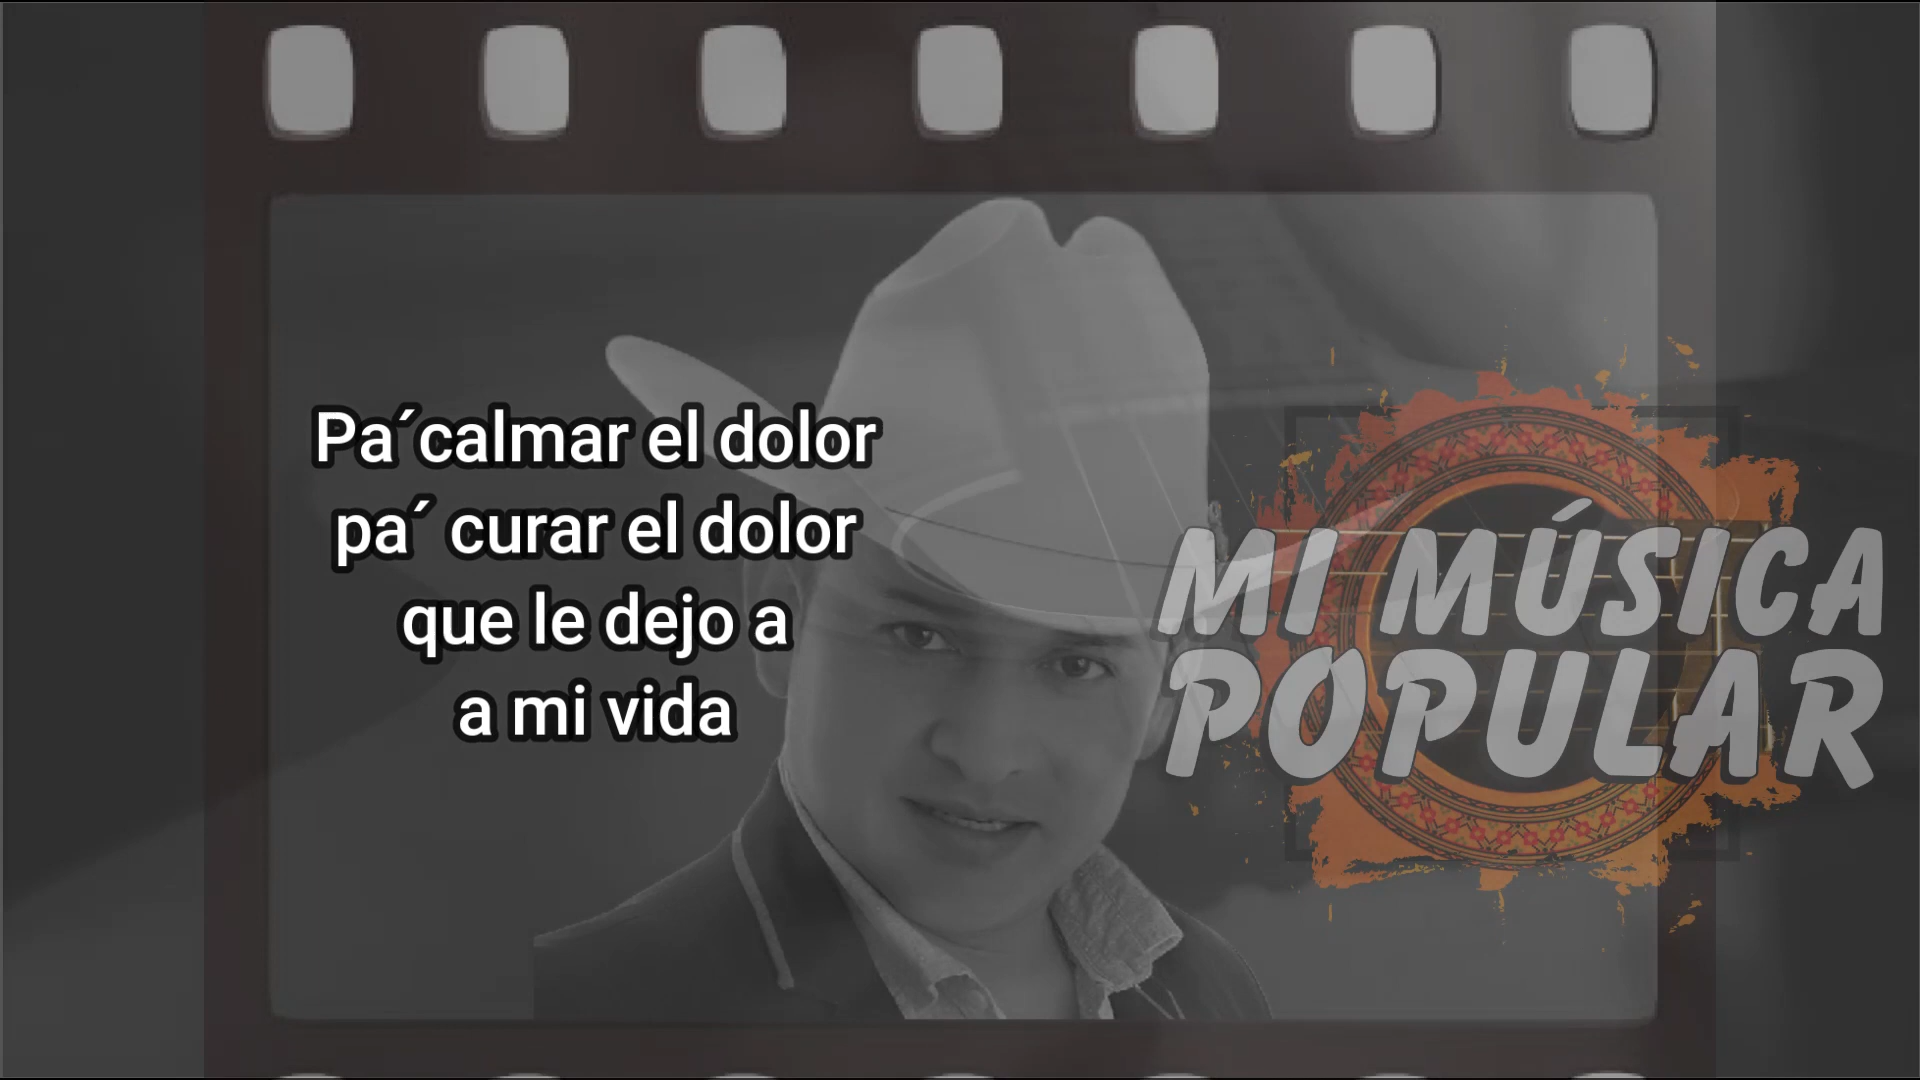 Pa´calmar el dolor
pa´ curar el dolor
que le dejo a
a mi vida
MI MÚSICA
POPULAR